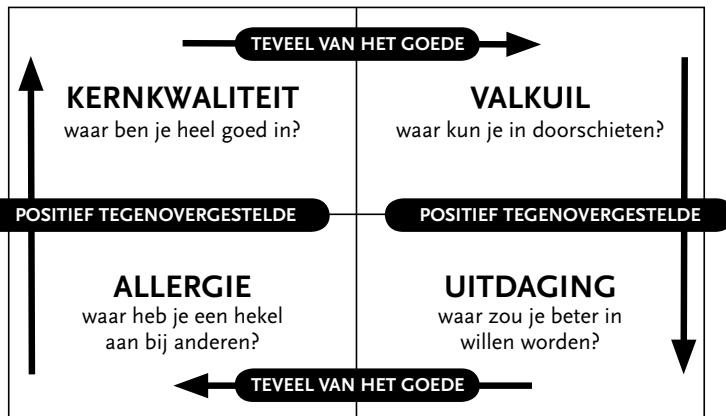 TEVEEL VAN HET GOEDE
KERNKWALITEIT
waar ben je heel goed in?
VALKUIL
waar kun je in doorschieten?
POSITIEF TEGENOVERGESTELDE
POSITIEF TEGENOVERGESTELDE
ALLERGIE
waar heb je een hekel
aan bij anderen?
UITDAGING
waar zou je beter in
willen worden?
TEVEEL VAN HET GOEDE